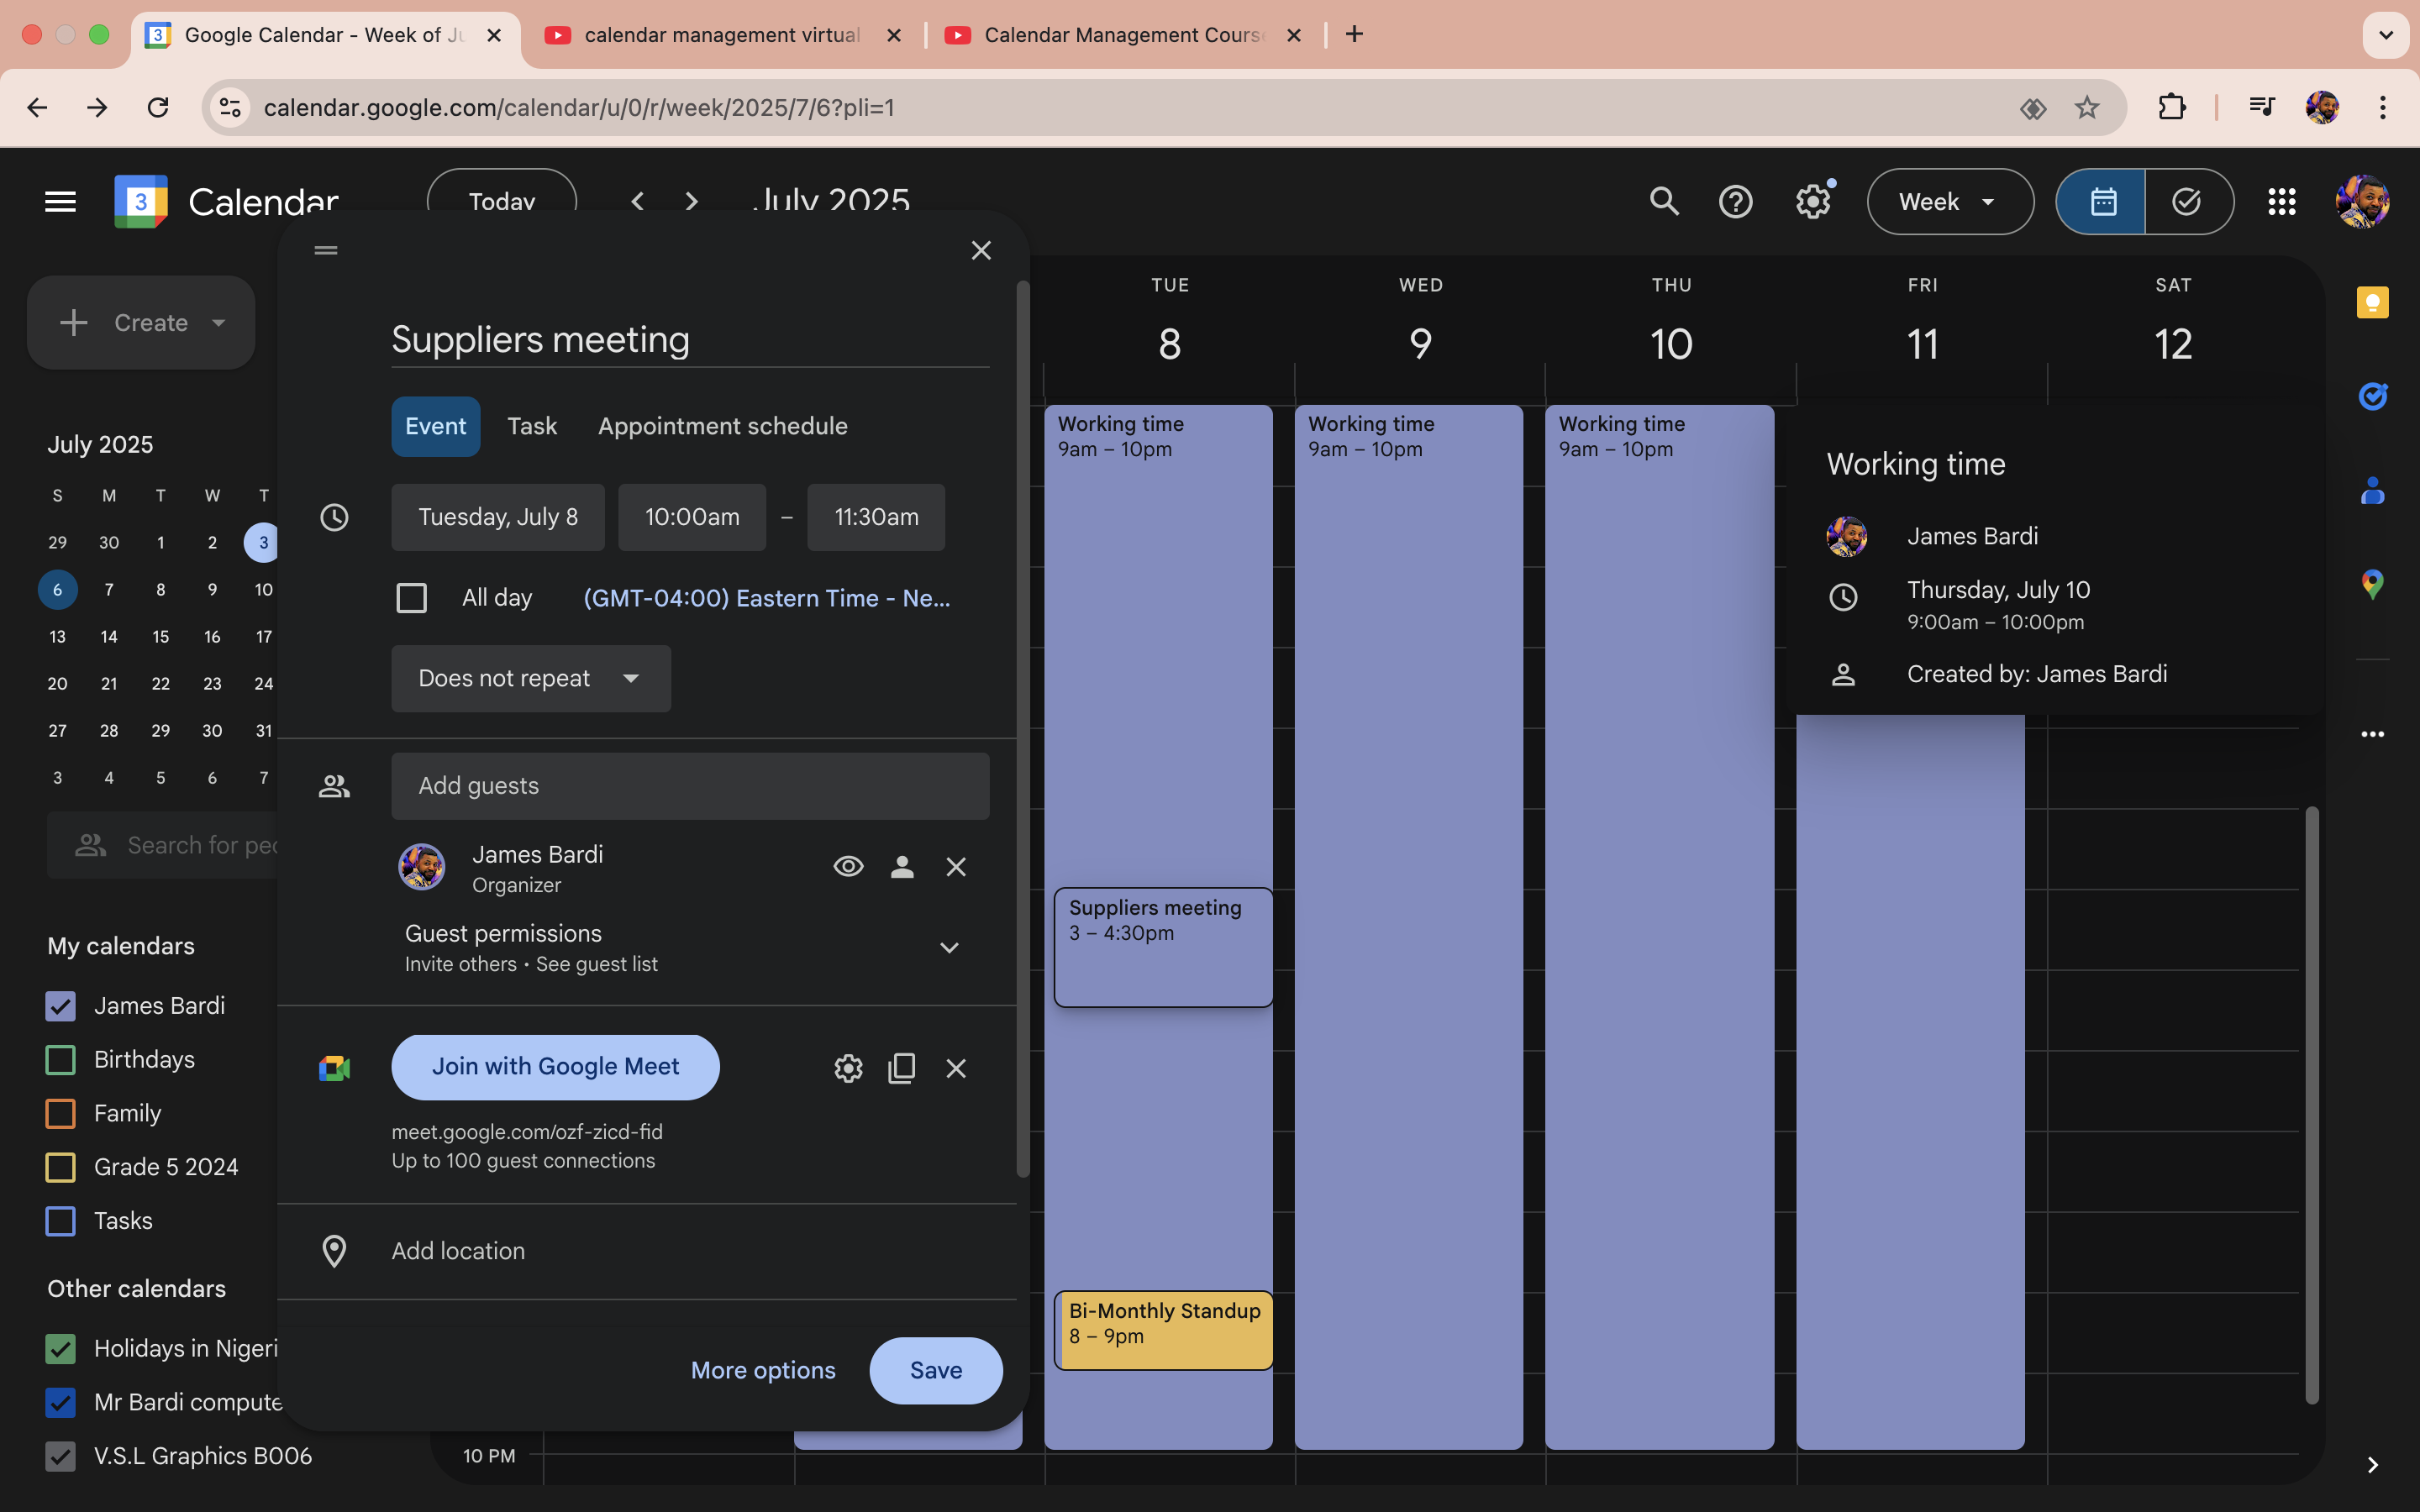 Google Calendar - Week of Ju
calendar management virtual
Calendar Management Cours
calendar.google.com/calendar/u/0/r/week/2025/7/6?pli=1
3
Calendar
Today
July 2025
Week
Create
July 2025
S M T W T
29 30 1 2 3
6 7 8 9 10
13 14 15 16 17
20 21 22 23 24
27 28 29 30 31
3 4 5 6 7
Search for peo
My calendars
James Bardi
Birthdays
Family
Grade 5 2024
Tasks
Other calendars
Holidays in Nigeri
Mr Bardi compute
V.S.L Graphics B006
Suppliers meeting
Event Task Appointment schedule
Tuesday, July 8 10:00am – 11:30am
All day (GMT-04:00) Eastern Time - Ne...
Does not repeat
Add guests
James Bardi
Organizer
Guest permissions
Invite others • See guest list
Join with Google Meet
meet.google.com/ozf-zicd-fid
Up to 100 guest connections
Add location
More options Save
TUE WED THU FRI SAT
8 9 10 11 12
Working time
9am – 10pm
Working time
9am – 10pm
Working time
9am – 10pm
Suppliers meeting
3 – 4:30pm
Bi-Monthly Standup
8 – 9pm
Working time
James Bardi
Thursday, July 10
9:00am – 10:00pm
Created by: James Bardi
10 PM